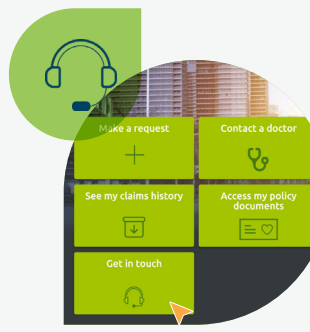 Make a request
Contact a doctor
See my claims history
Access my policy
documents
Get in touch